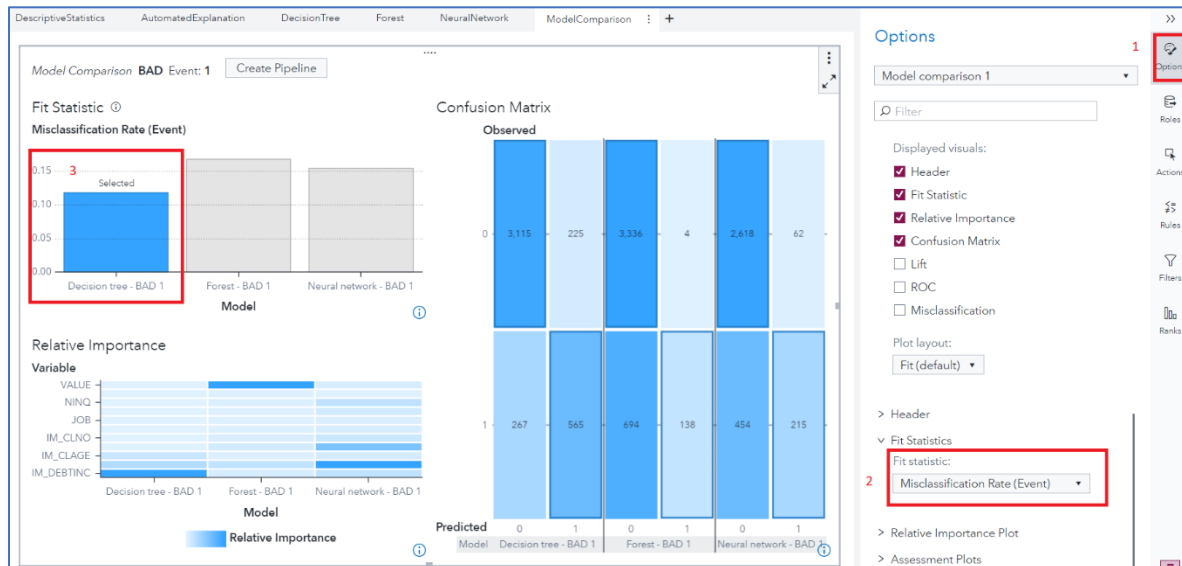 DescriptiveStatistics AutomatedExplanation DecisionTree Forest NeuralNetwork ModelComparison
Model Comparison BAD Event: 1 Create Pipeline
Fit Statistic
Misclassification Rate (Event)
0.15
0.10
0.05
0.00
3
Selected
Decision tree - BAD 1 Forest - BAD 1 Neural network - BAD 1
Model
Relative Importance
Variable
VALUE
NINQ
JOB
IM_CLNO
IM_CLAGE
IM_DEBTINC
Decision tree - BAD 1 Forest - BAD 1 Neural network - BAD 1
Model
Relative Importance
Confusion Matrix
Observed
0 3,115 225 3,336 4 2,618 62
1 267 565 694 138 454 215
Predicted 0 1 0 1 0 1
Model Decision tree - BAD 1 Forest - BAD 1 Neural network - BAD 1
Options
1
Model comparison 1
Filter
Displayed visuals:
Header
Fit Statistic
Relative Importance
Confusion Matrix
Lift
ROC
Misclassification
Plot layout:
Fit (default)
> Header
Fit Statistics
Fit statistic:
2
Misclassification Rate (Event)
> Relative Importance Plot
> Assessment Plots
Option
Roles
Action
Rules
Filters
Ranks